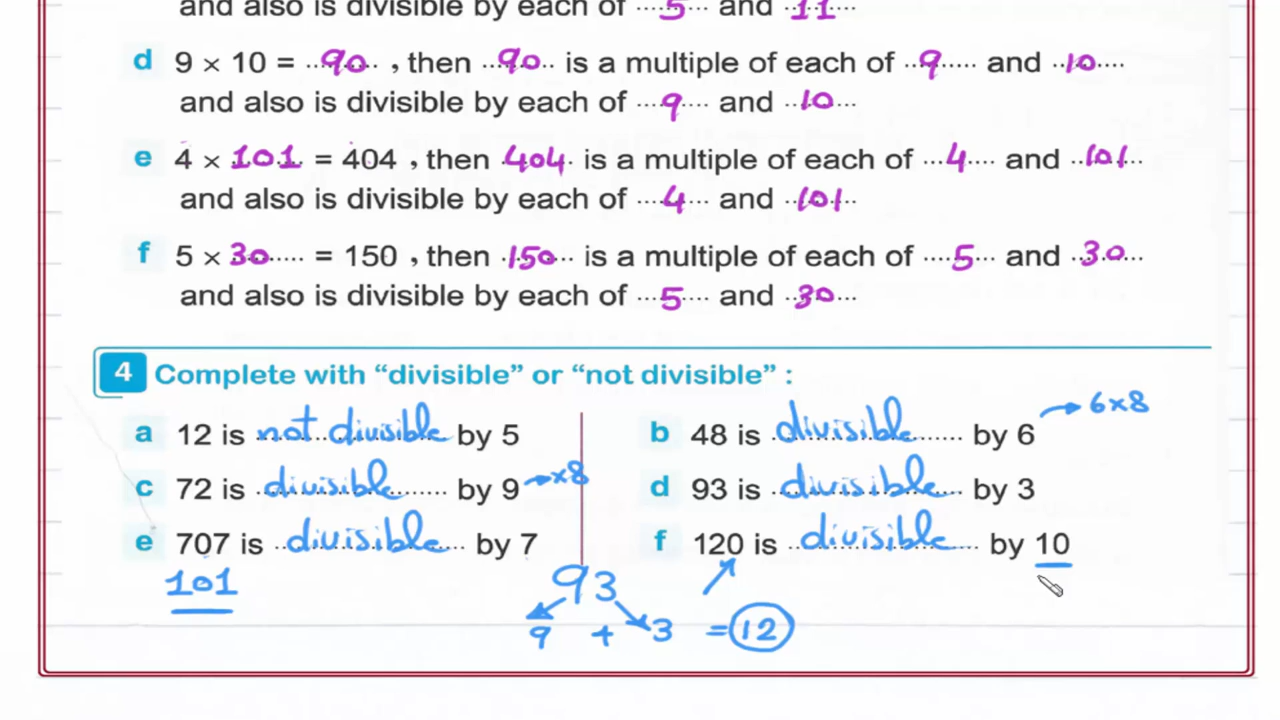 and also is divisible by each of 5 and 11
d 9 × 10 = 90 , then 90 is a multiple of each of 9 and 10
and also is divisible by each of 9 and 10
e 4 × 101 = 404 , then 404 is a multiple of each of 4 and 101
and also is divisible by each of 4 and 101
f 5 × 30 = 150 , then 150 is a multiple of each of 5 and 30
and also is divisible by each of 5 and 30
4 Complete with “divisible” or “not divisible” :
a 12 is not divisible by 5
b 48 is divisible by 6 → 6×8
c 72 is divisible by 9 → ×8
d 93 is divisible by 3
e 707 is divisible by 7
f 120 is divisible by 10
101
93
9 + 3 = 12